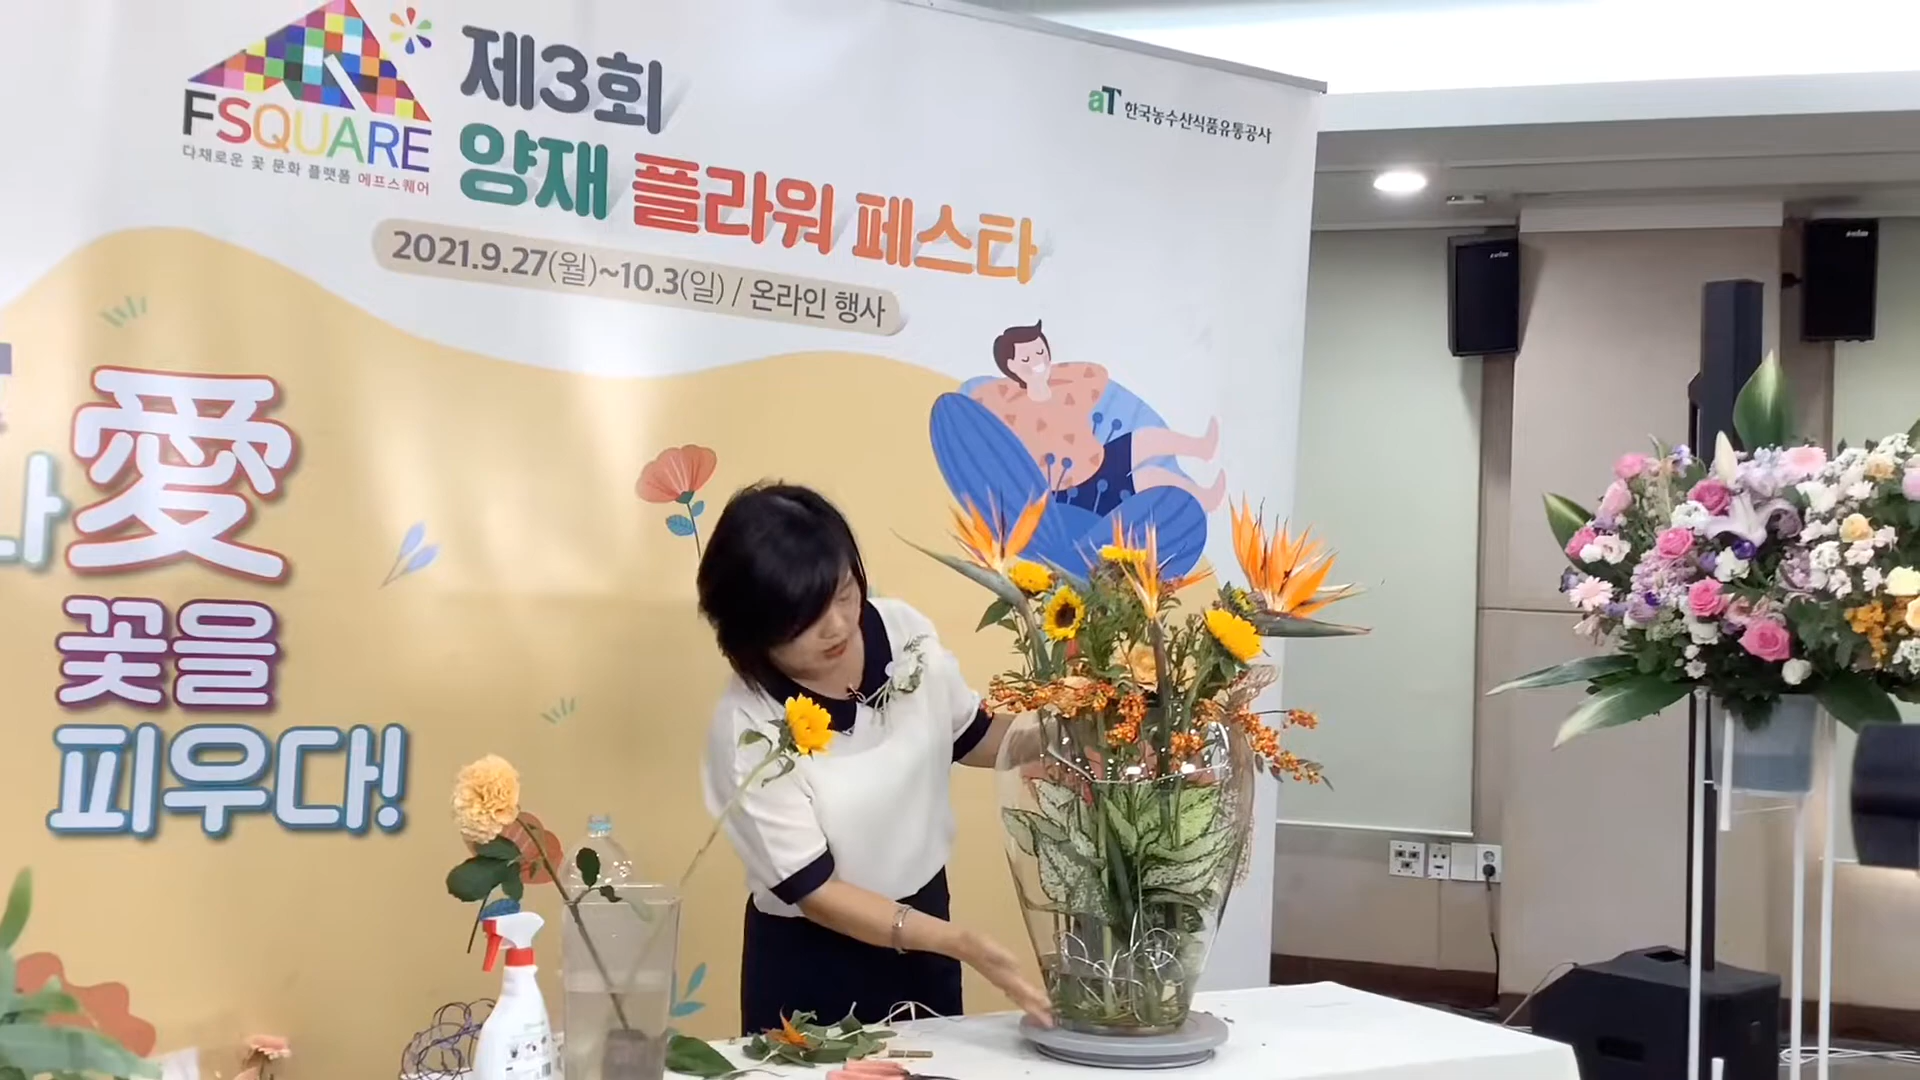 FSQUARE
다채로운 꽃 문화 플랫폼 에프스퀘어
제3회
양재 플라워 페스타
2021.9.27(월)~10.3(일) / 온라인 행사
aT 한국농수산식품유통공사
愛
꽃을
피우다!